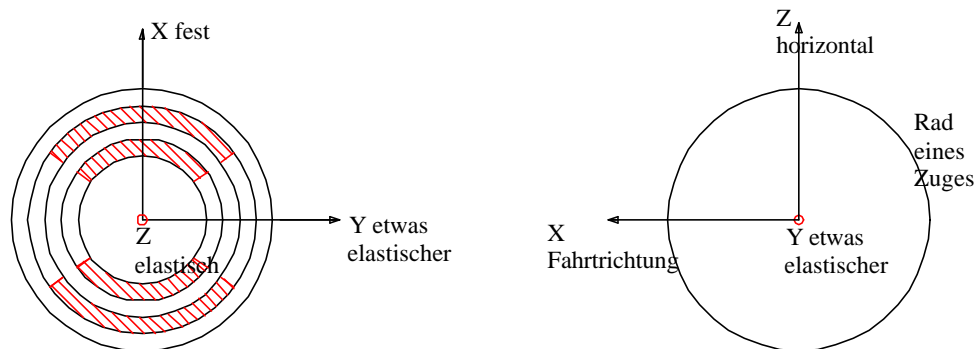 X fest
Z
elastisch
Y etwas
elastischer
Z
horizontal
Rad
eines
Zuges
X
Fahrtrichtung
Y etwas
elastischer